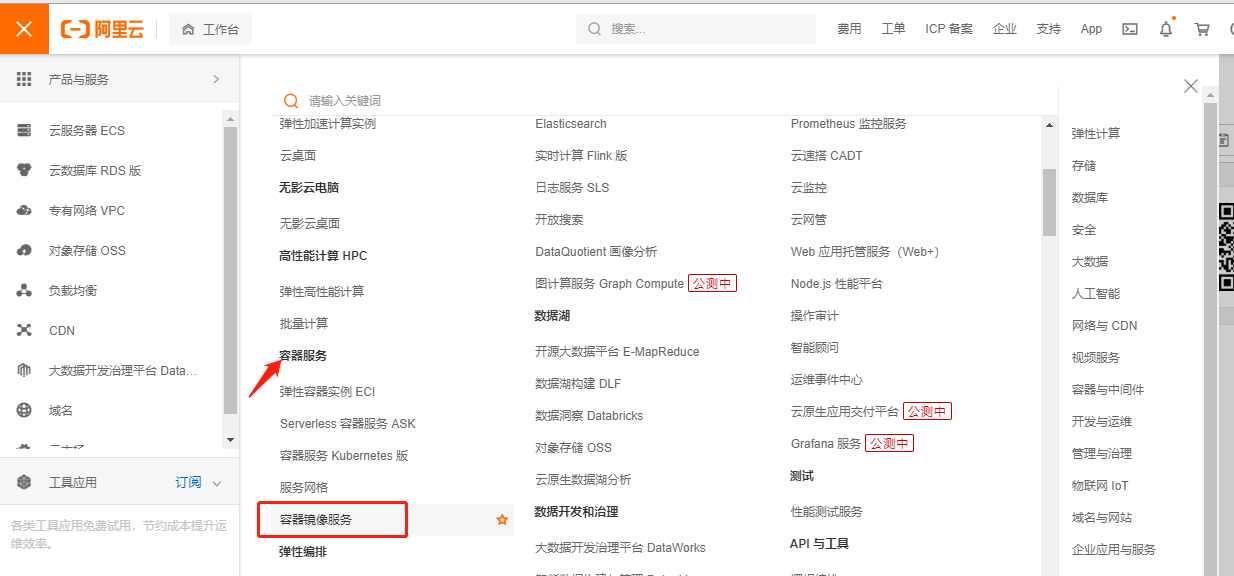 阿里云
工作台
搜索...
费用
工单
ICP 备案
企业
支持
App
产品与服务
云服务器 ECS
云数据库 RDS 版
专有网络 VPC
对象存储 OSS
负载均衡
CDN
大数据开发治理平台 Data...
域名
工具应用
订阅
各类工具应用免费试用，节约成本提升运
维效率。
请输入关键词
弹性加速计算实例
云桌面
无影云电脑
无影云桌面
高性能计算 HPC
弹性高性能计算
批量计算
容器服务
弹性容器实例 ECI
Serverless 容器服务 ASK
容器服务 Kubernetes 版
服务网格
容器镜像服务
弹性编排
Elasticsearch
实时计算 Flink 版
日志服务 SLS
开放搜索
DataQuotient 画像分析
图计算服务 Graph Compute 公测中
数据湖
开源大数据平台 E-MapReduce
数据湖构建 DLF
数据洞察 Databricks
对象存储 OSS
云原生数据湖分析
数据开发和治理
大数据开发治理平台 DataWorks
Prometheus 监控服务
云速搭 CADT
云监控
云网管
Web 应用托管服务（Web+）
Node.js 性能平台
操作审计
智能顾问
运维事件中心
云原生应用交付平台 公测中
Grafana 服务 公测中
测试
性能测试服务
API 与工具
弹性计算
存储
数据库
安全
大数据
人工智能
网络与 CDN
视频服务
容器与中间件
开发与运维
管理与治理
物联网 IoT
域名与网站
企业应用与服务